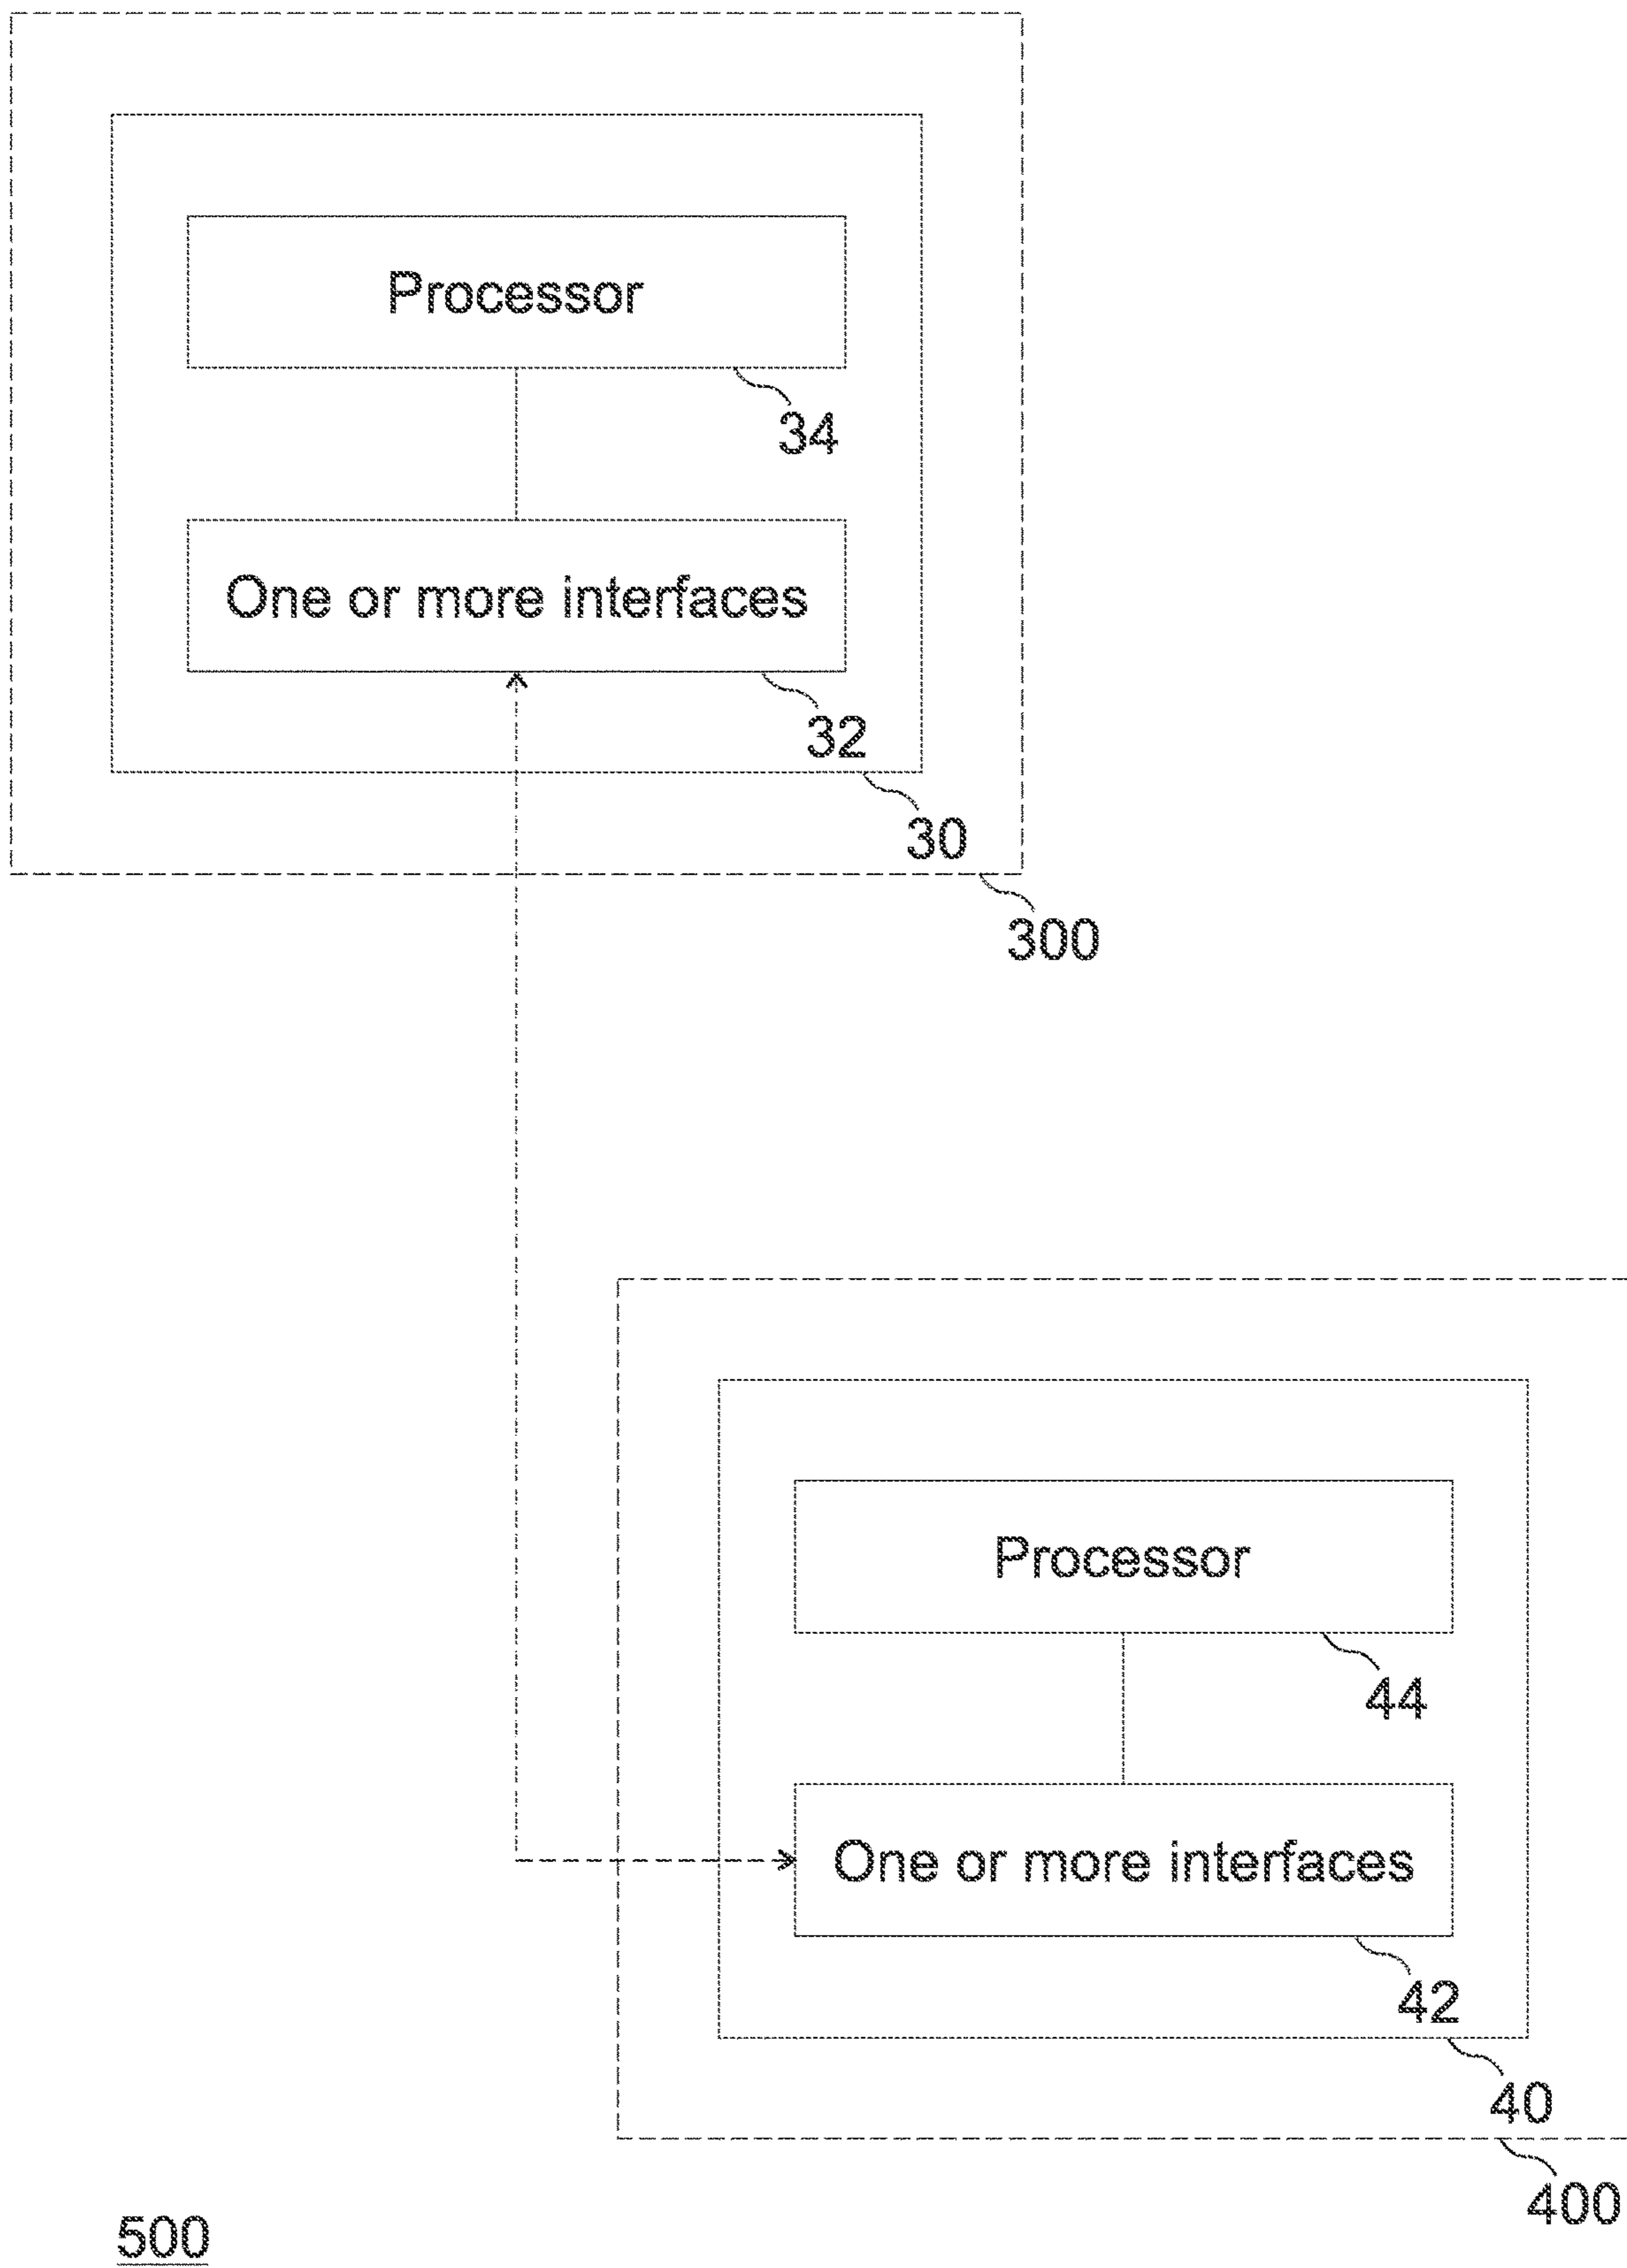 Processor
34
One or more interfaces
32
30
300
Processor
44
One or more interfaces
42
40
400
500